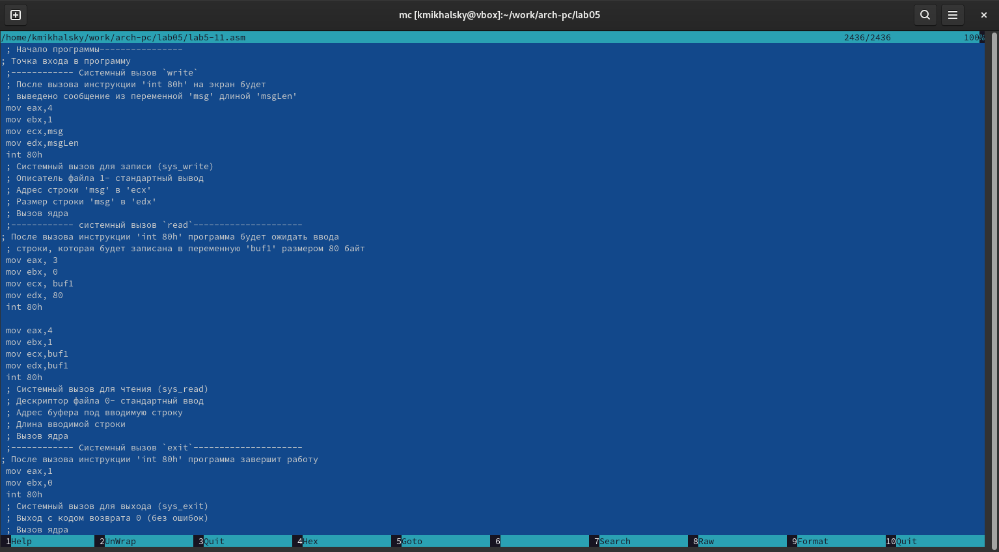 mc [kmikhalsky@vbox]:~/work/arch-pc/lab05
/home/kmikhalsky/work/arch-pc/lab05/lab5-11.asm 2436/2436 100%
; Начало программы----------------
; Точка входа в программу
;------------ Системный вызов `write`
; После вызова инструкции 'int 80h' на экран будет
; выведено сообщение из переменной 'msg' длиной 'msgLen'
mov eax,4
mov ebx,1
mov ecx,msg
mov edx,msgLen
int 80h
; Системный вызов для записи (sys_write)
; Описатель файла 1- стандартный вывод
; Адрес строки 'msg' в 'ecx'
; Размер строки 'msg' в 'edx'
; Вызов ядра
;------------ системный вызов `read`---------------------
; После вызова инструкции 'int 80h' программа будет ожидать ввода
; строки, которая будет записана в переменную 'buf1' размером 80 байт
mov eax, 3
mov ebx, 0
mov ecx, buf1
mov edx, 80
int 80h
mov eax,4
mov ebx,1
mov ecx,buf1
mov edx,buf1
int 80h
; Системный вызов для чтения (sys_read)
; Дескриптор файла 0- стандартный ввод
; Адрес буфера под вводимую строку
; Длина вводимой строки
; Вызов ядра
;------------ Системный вызов `exit`---------------------
; После вызова инструкции 'int 80h' программа завершит работу
mov eax,1
mov ebx,0
int 80h
; Системный вызов для выхода (sys_exit)
; Выход с кодом возврата 0 (без ошибок)
; Вызов ядра
1Help 2UnWrap 3Quit 4Hex 5Goto 6 7Search 8Raw 9Format 10Quit